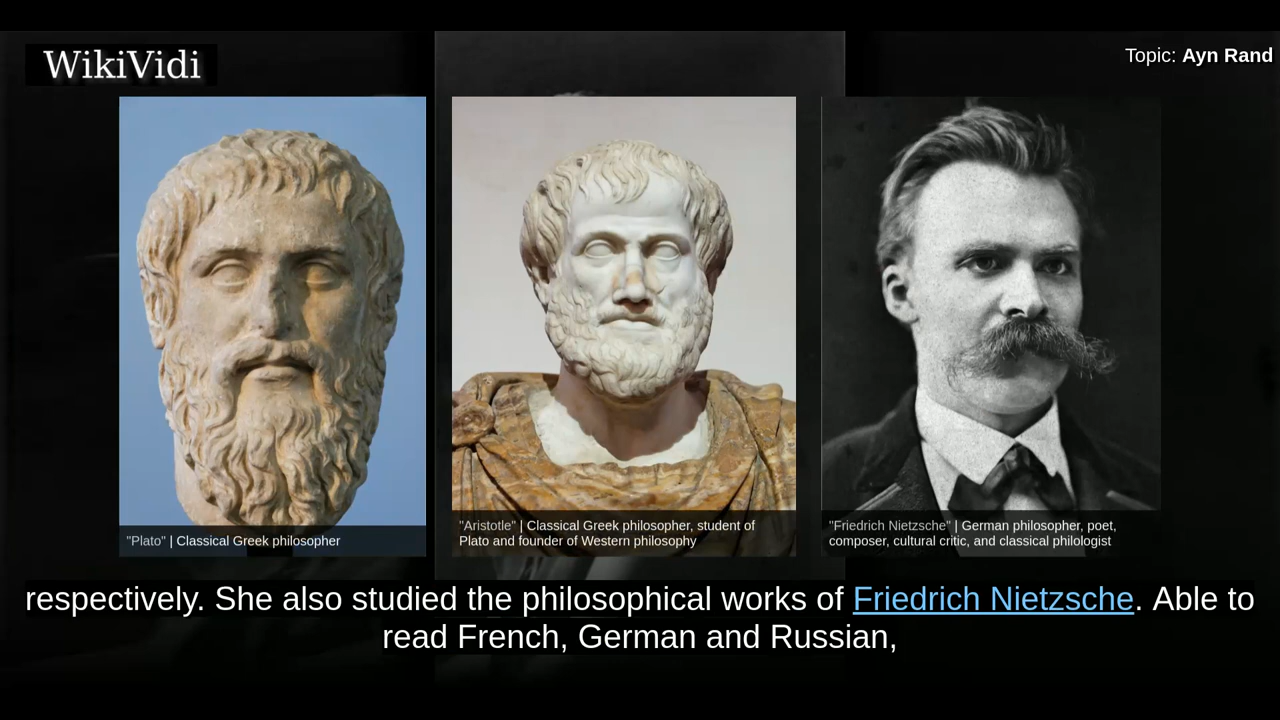 WikiVidi
Topic: Ayn Rand
"Plato" | Classical Greek philosopher
"Aristotle" | Classical Greek philosopher, student of
Plato and founder of Western philosophy
"Friedrich Nietzsche" | German philosopher, poet,
composer, cultural critic, and classical philologist
respectively. She also studied the philosophical works of Friedrich Nietzsche. Able to
read French, German and Russian,